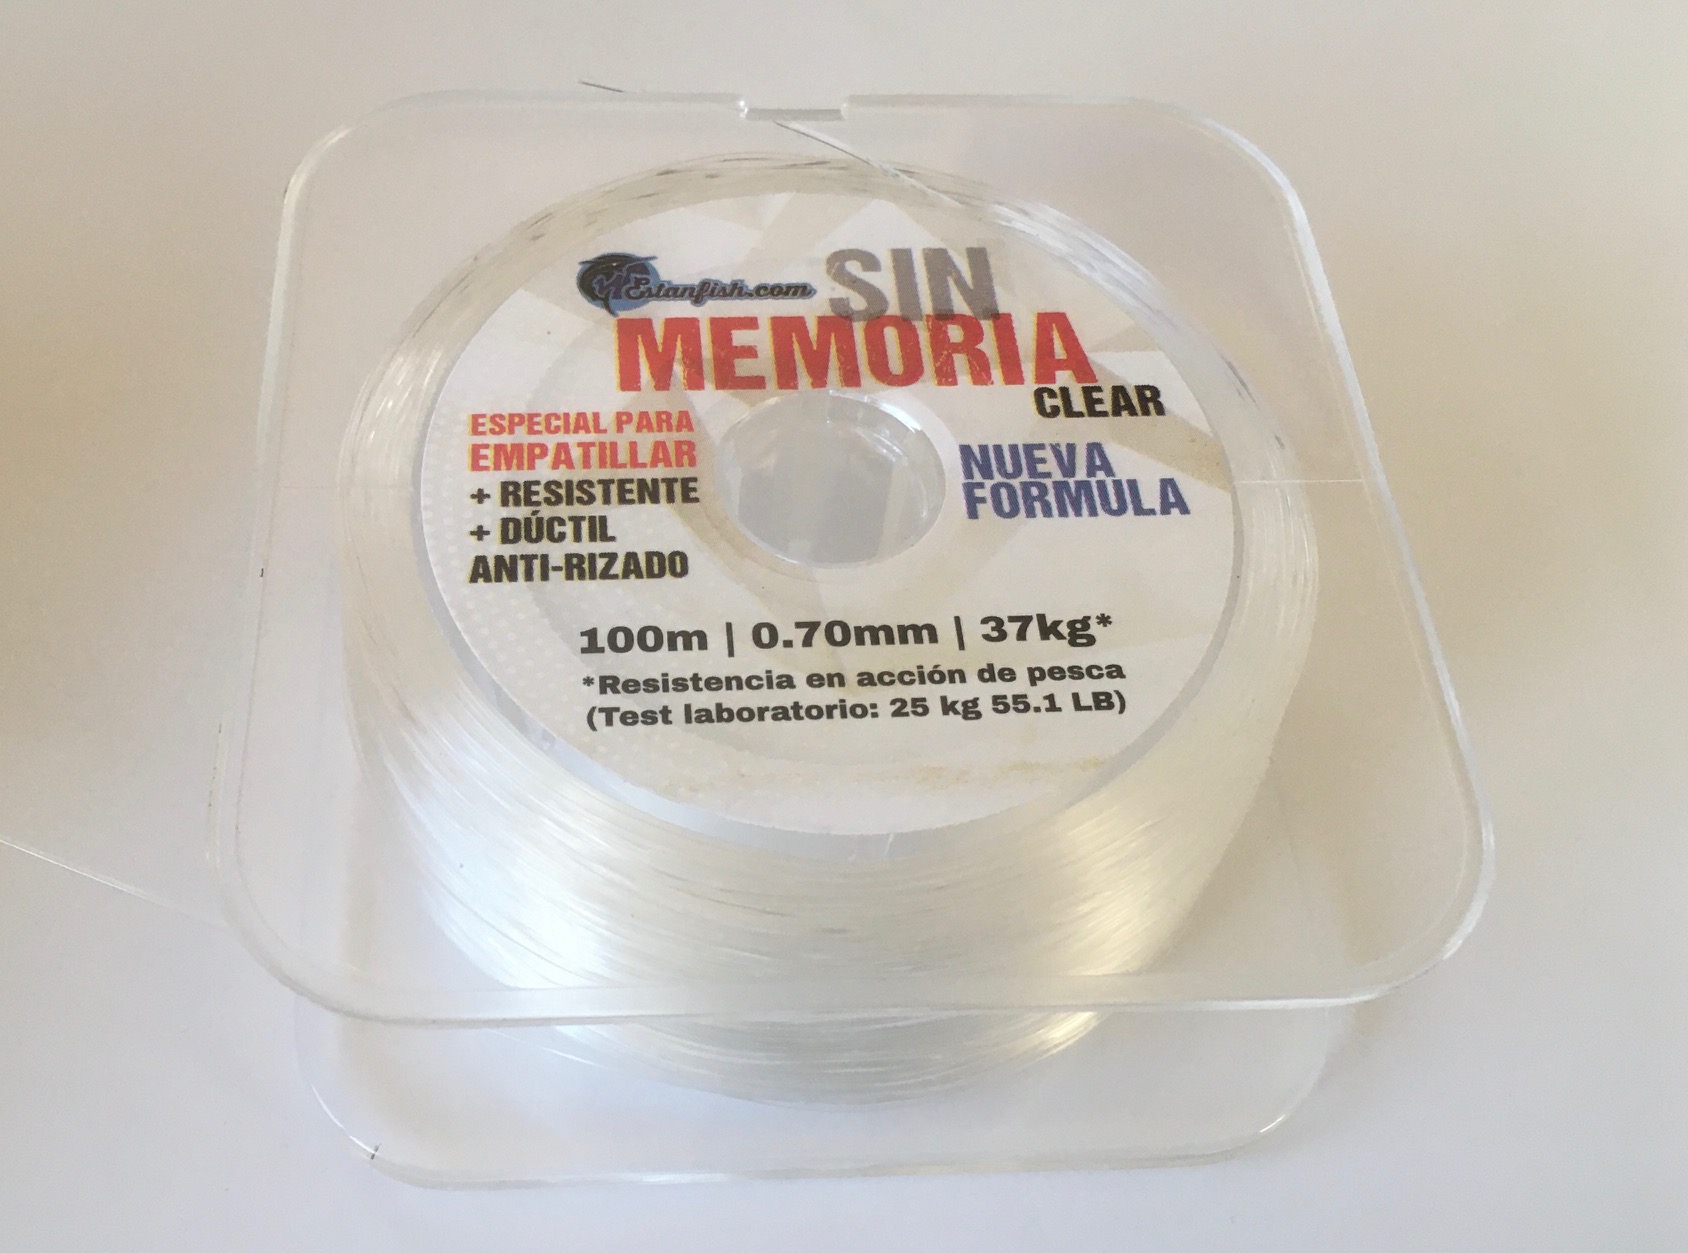 Estanfish.com
SIN
MEMORIA
CLEAR
ESPECIAL PARA
EMPATILLAR
+ RESISTENTE
+ DÚCTIL
ANTI-RIZADO
NUEVA
FORMULA
100m | 0.70mm | 37kg*
*Resistencia en acción de pesca
(Test laboratorio: 25 kg 55.1 LB)